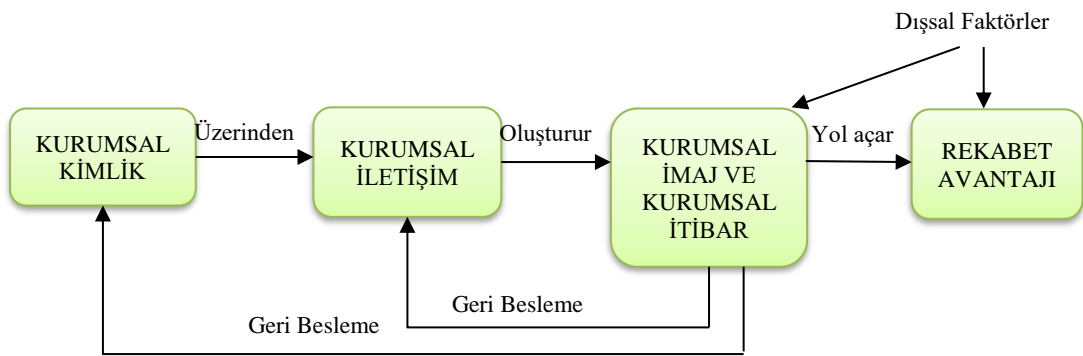 Dışsal Faktörler
KURUMSAL
KİMLİK
Üzerinden
KURUMSAL
İLETİŞİM
Oluşturur
KURUMSAL
İMAJ VE
KURUMSAL
İTİBAR
Yol açar
REKABET
AVANTAJI
Geri Besleme
Geri Besleme